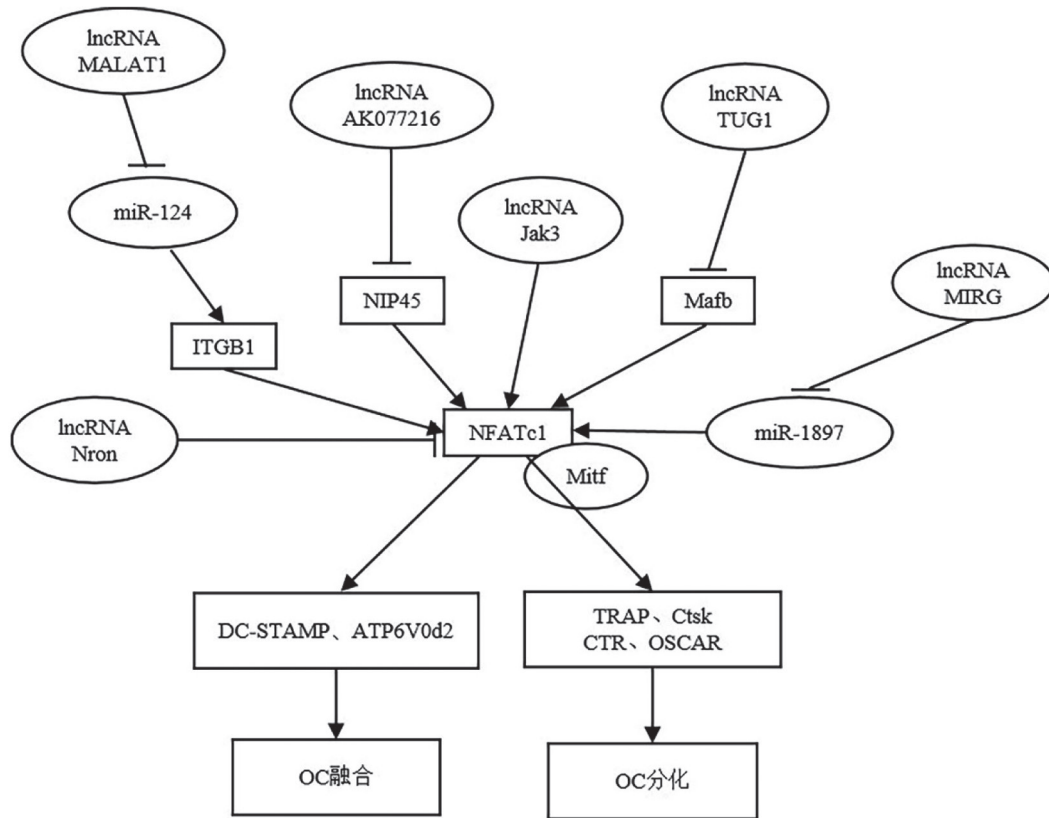 lncRNA
MALAT1
lncRNA
AK077216
lncRNA
TUG1
miR-124
lncRNA
Jak3
lncRNA
MIRG
NIP45
Mafb
ITGB1
lncRNA
Nron
NFATc1
miR-1897
Mitf
DC-STAMP、ATP6V0d2
TRAP、Ctsk
CTR、OSCAR
OC融合
OC分化